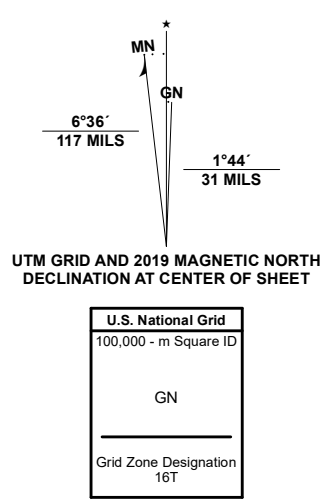 MN
GN
6°36´
117 MILS
1°44´
31 MILS
UTM GRID AND 2019 MAGNETIC NORTH
DECLINATION AT CENTER OF SHEET
U.S. National Grid
100,000 - m Square ID
GN
Grid Zone Designation
16T